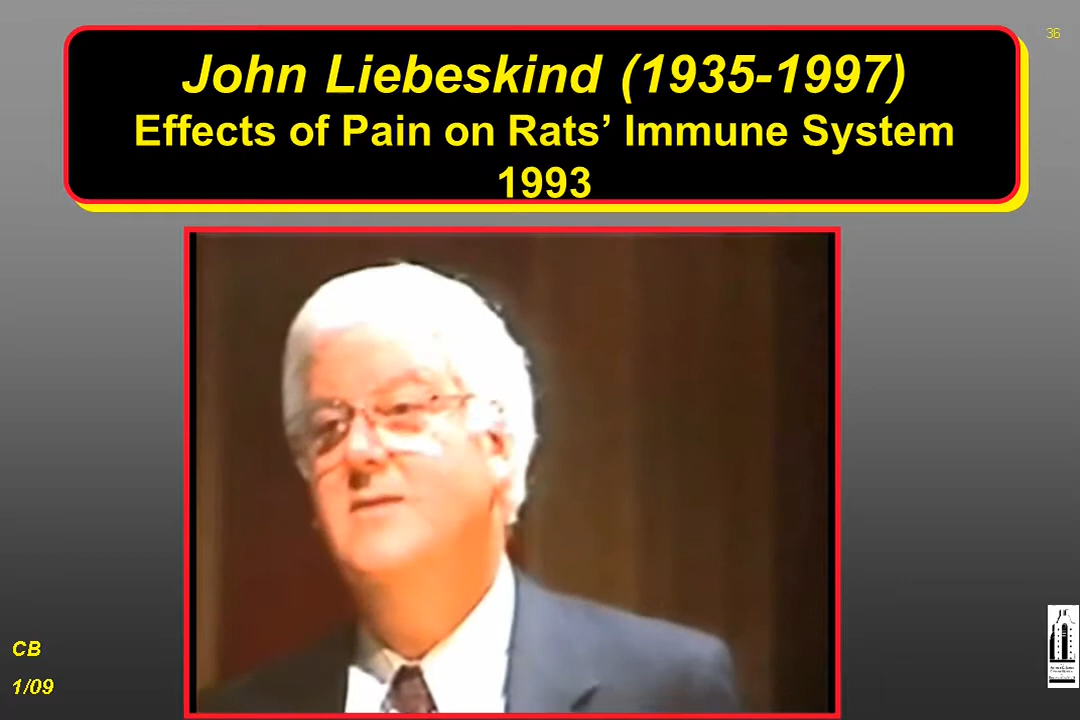 36
John Liebeskind (1935-1997)
Effects of Pain on Rats’ Immune System
1993
CB
1/09